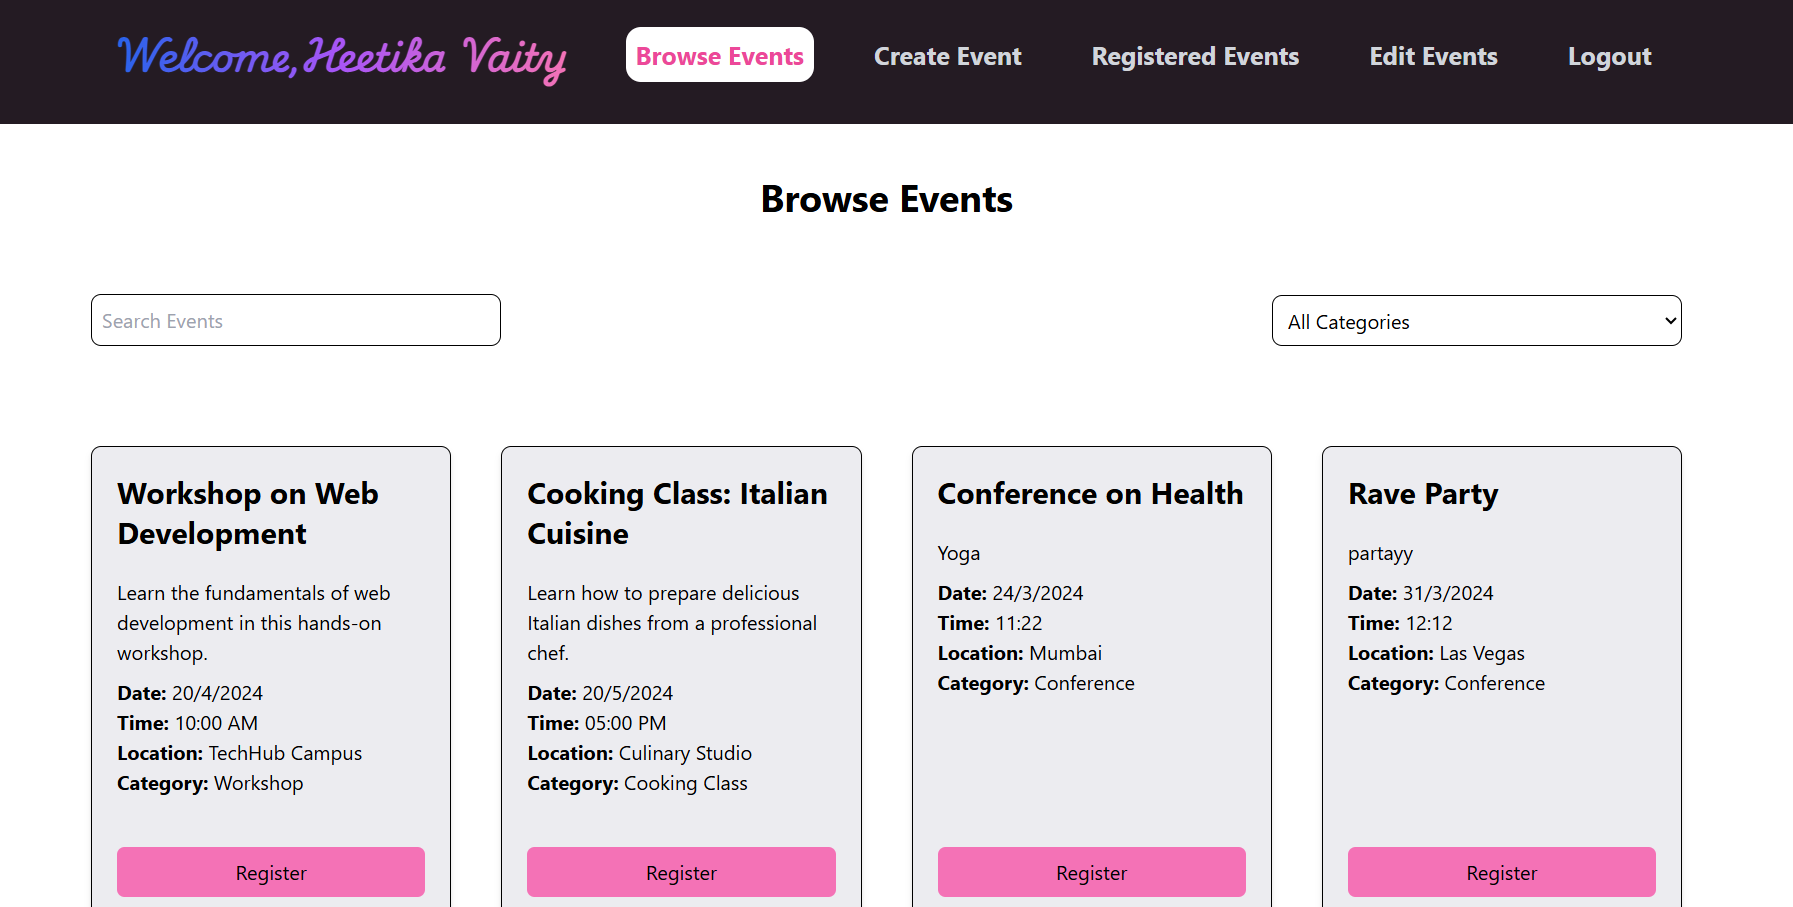 Welcome,Heetika Vaity
Browse Events
Create Event
Registered Events
Edit Events
Logout
Browse Events
Search Events
All Categories
Workshop on Web
Development
Learn the fundamentals of web
development in this hands-on
workshop.
Date: 20/4/2024
Time: 10:00 AM
Location: TechHub Campus
Category: Workshop
Register
Cooking Class: Italian
Cuisine
Learn how to prepare delicious
Italian dishes from a professional
chef.
Date: 20/5/2024
Time: 05:00 PM
Location: Culinary Studio
Category: Cooking Class
Register
Conference on Health
Yoga
Date: 24/3/2024
Time: 11:22
Location: Mumbai
Category: Conference
Register
Rave Party
partayy
Date: 31/3/2024
Time: 12:12
Location: Las Vegas
Category: Conference
Register